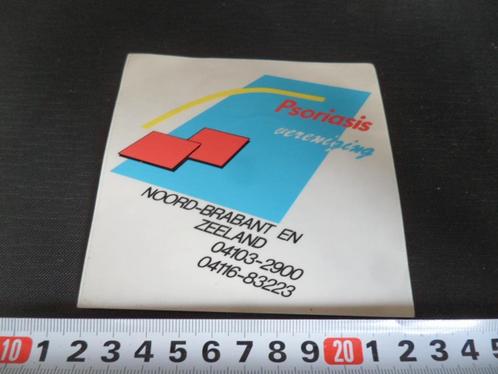 Psoriasis
vereniging
NOORD-BRABANT EN
ZEELAND
04103-2900
04116-83223
10 1 2 3 4 5 6 7 8 9 20 1 2 3 4